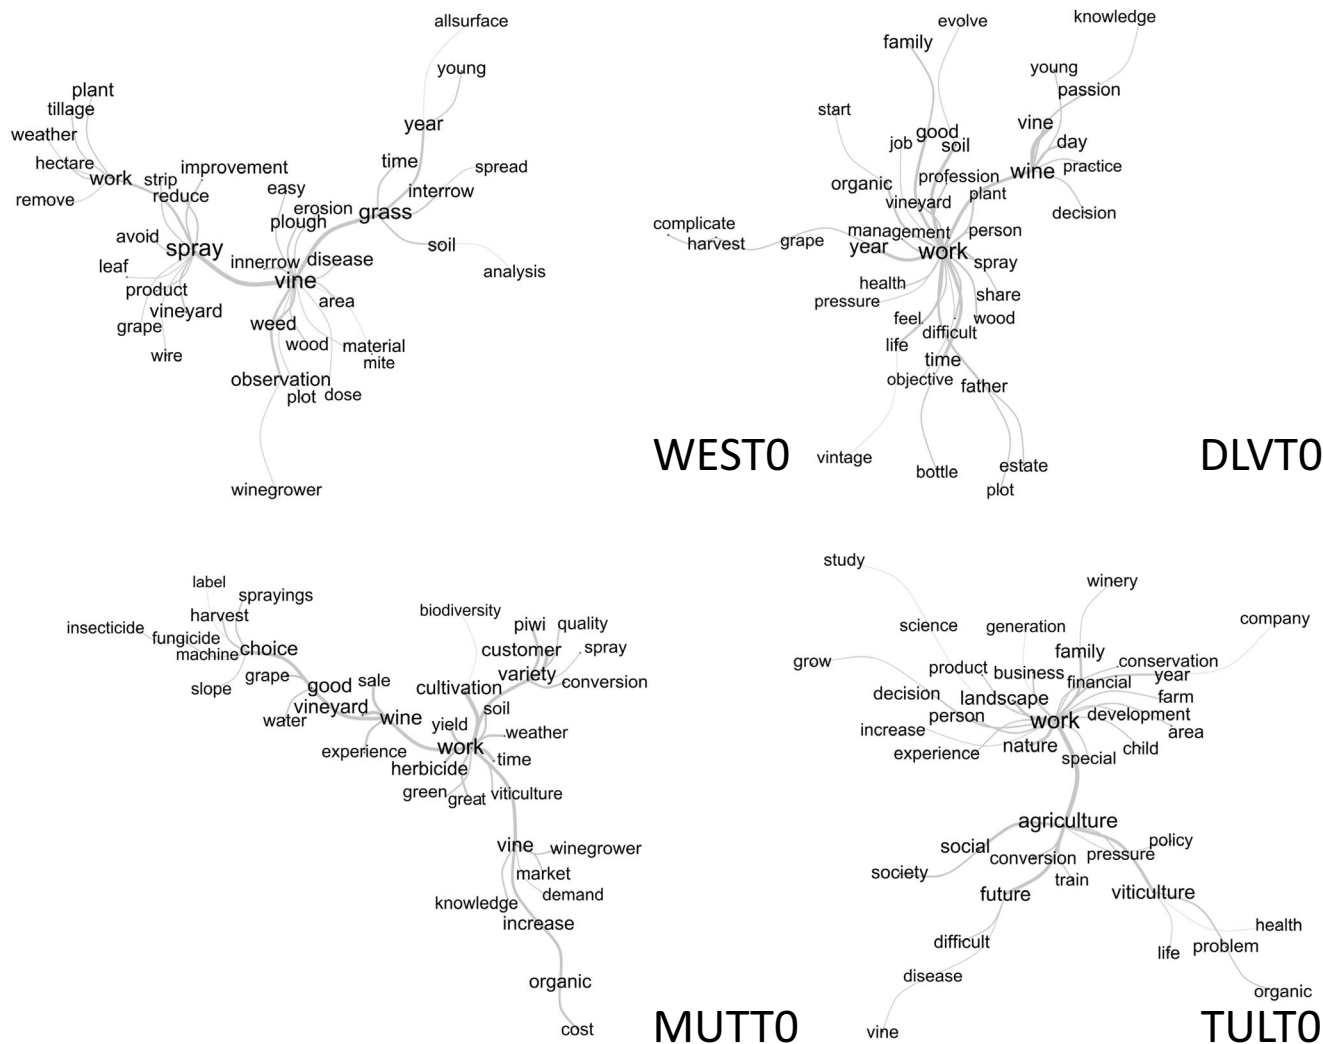 allsurface
young
plant
tillage
year
weather
time
hectare
improvement
spread
work
strip
easy
interrow
remove
reduce
erosion
grass
plough
avoid
spray
soil
innerrow
disease
leaf
vine
analysis
product
area
vineyard
grape
weed
wood
material
wire
mite
observation
plot
dose
winegrower
WEST0
knowledge
evolve
family
young
passion
start
vine
good
job
soil
day
wine
practice
profession
organic
plant
vineyard
decision
complicate
management
person
harvest
grape
year
work
spray
health
pressure
share
feel
wood
difficult
life
time
objective
father
vintage
bottle
estate
plot
DLVT0
label
sprayings
harvest
biodiversity
insecticide
piwi
quality
fungicide
choice
machine
customer
spray
grape
variety
slope
good
sale
cultivation
conversion
vineyard
soil
water
wine
yield
weather
experience
work
time
herbicide
green
great
viticulture
vine
winegrower
market
demand
knowledge
increase
organic
cost
MUTT0
study
winery
company
science
generation
grow
family
conservation
product
business
year
financial
decision
landscape
farm
person
work
development
increase
area
experience
nature
child
special
agriculture
social
policy
conversion
pressure
society
train
future
viticulture
health
difficult
life
problem
disease
organic
vine
TULT0